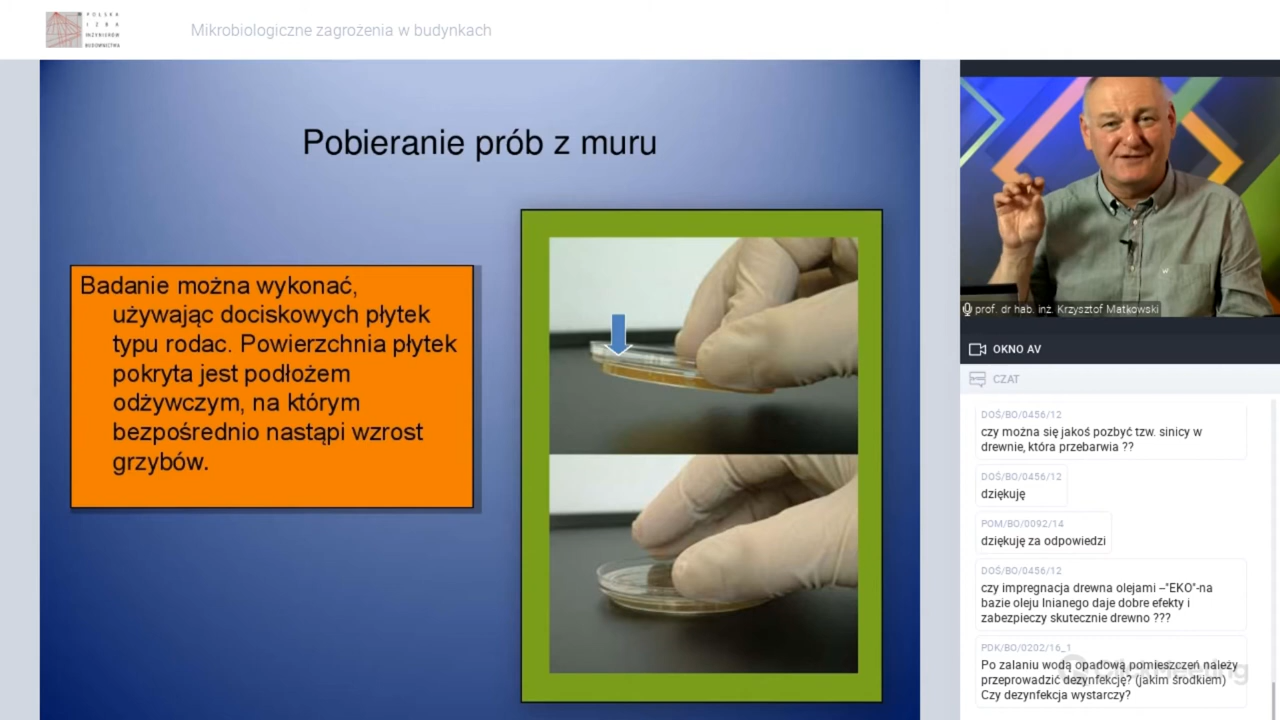 POLSKA
IZBA
INŻYNIERÓW
BUDOWNICTWA
Mikrobiologiczne zagrożenia w budynkach
Pobieranie prób z muru
Badanie można wykonać,
używając dociskowych płytek
typu rodac. Powierzchnia płytek
pokryta jest podłożem
odżywczym, na którym
bezpośrednio nastąpi wzrost
grzybów.
prof. dr hab. inż. Krzysztof Matkowski
OKNO AV
CZAT
DOŚ/BO/0456/12
czy można się jakoś pozbyć tzw. sinicy w
drewnie, która przebarwia ??
DOŚ/BO/0456/12
dziękuję
POM/BO/0092/14
dziękuję za odpowiedzi
DOŚ/BO/0456/12
czy impregnacja drewna olejami –"EKO"-na
bazie oleju lnianego daje dobre efekty i
zabezpieczy skutecznie drewno ???
PDK/BO/0202/16_1
Po zalaniu wodą opadową pomieszczeń należy
przeprowadzić dezynfekcję? (jakim środkiem)
Czy dezynfekcja wystarczy?